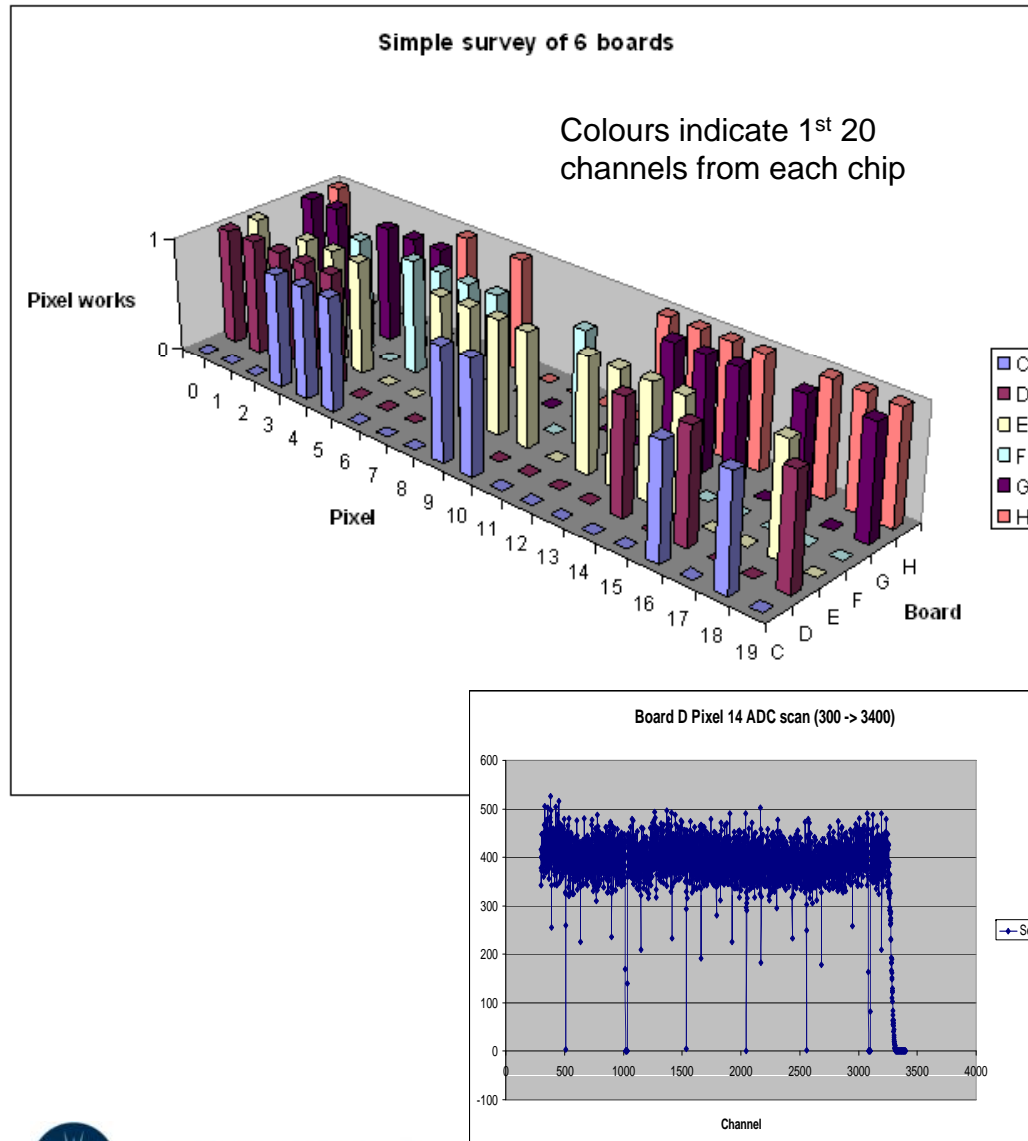 Simple survey of 6 boards
Colours indicate 1st 20
channels from each chip
1
Pixel works
0
0
1
2
3
4
5
6
7
8
9
10
11
12
13
14
15
16
17
18
19
Pixel
C
D
E
F
G
H
Board
C
D
E
F
G
H
Board D Pixel 14 ADC scan (300 -> 3400)
600
500
400
300
200
100
0
-100
0
500
1000
1500
2000
2500
3000
3500
4000
Channel